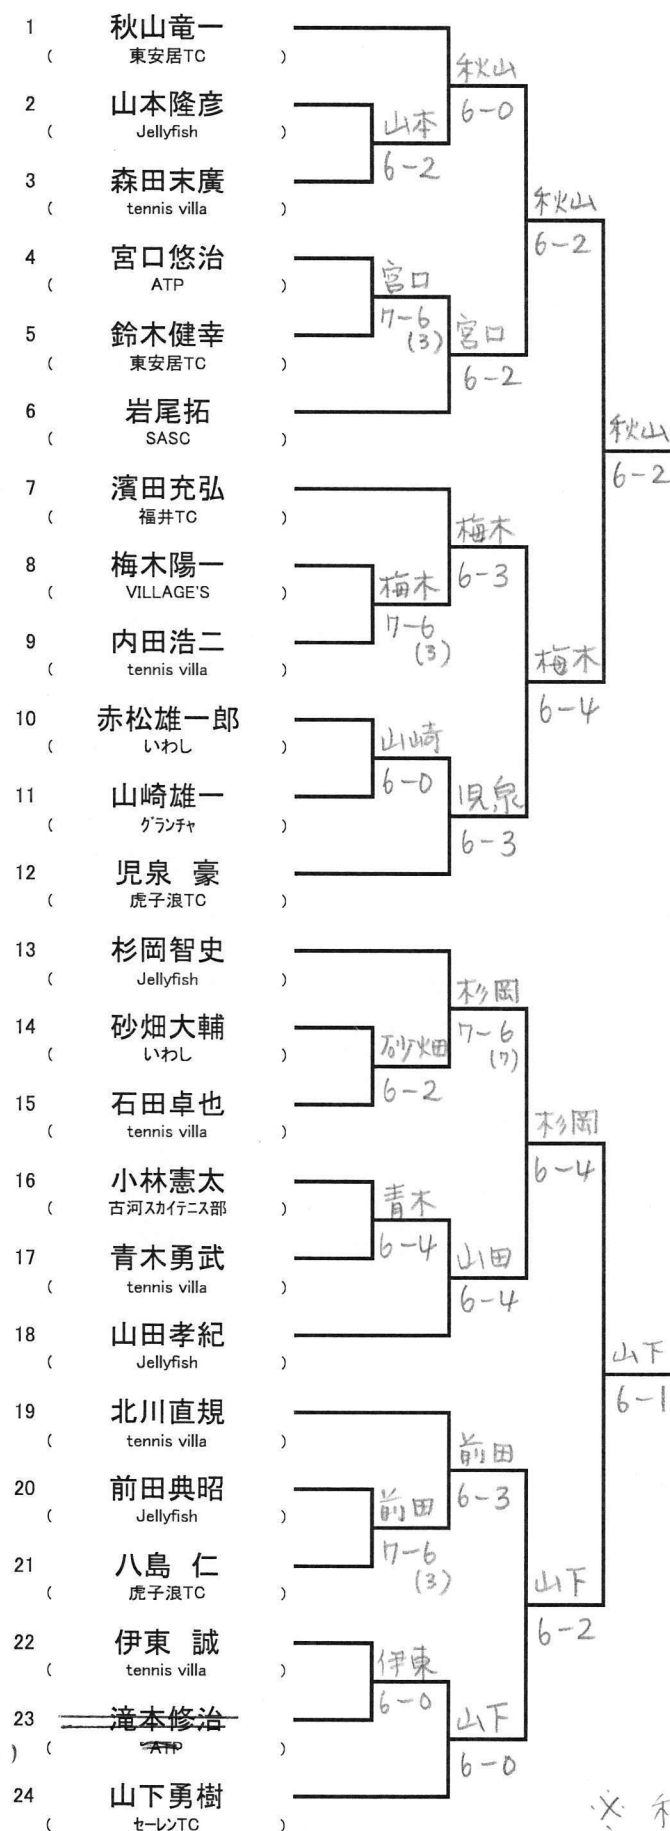 1 秋山竜一
( 東安居TC )
秋山
6-0
2 山本隆彦
( Jellyfish )
山本
6-2
3 森田末廣
( tennis villa )
秋山
6-2
4 宮口悠治
( ATP )
宮口
7-6
(3)
5 鈴木健幸
( 東安居TC )
宮口
6-2
6 岩尾拓
( SASC )
秋山
6-2
7 濱田充弘
( 福井TC )
梅木
6-3
8 梅木陽一
( VILLAGE'S )
梅木
7-6
(3)
9 内田浩二
( tennis villa )
梅木
6-4
10 赤松雄一郎
( いわし )
山崎
6-0
11 山崎雄一
( グランチャ )
児泉
6-3
12 児泉 豪
( 虎子浪TC )
13 杉岡智史
( Jellyfish )
杉岡
7-6
(7)
14 砂畑大輔
( いわし )
砂畑
6-2
15 石田卓也
( tennis villa )
杉岡
6-4
16 小林憲太
( 古河スカイテニス部 )
青木
6-4
17 青木勇武
( tennis villa )
山田
6-4
18 山田孝紀
( Jellyfish )
山下
6-1
19 北川直規
( tennis villa )
前田
6-3
20 前田典昭
( Jellyfish )
前田
7-6
(3)
21 八島 仁
( 虎子浪TC )
山下
6-2
22 伊東 誠
( tennis villa )
伊東
6-0
23 滝本修治
) ( ATP )
山下
6-0
24 山下勇樹
( セーレンTC )
※